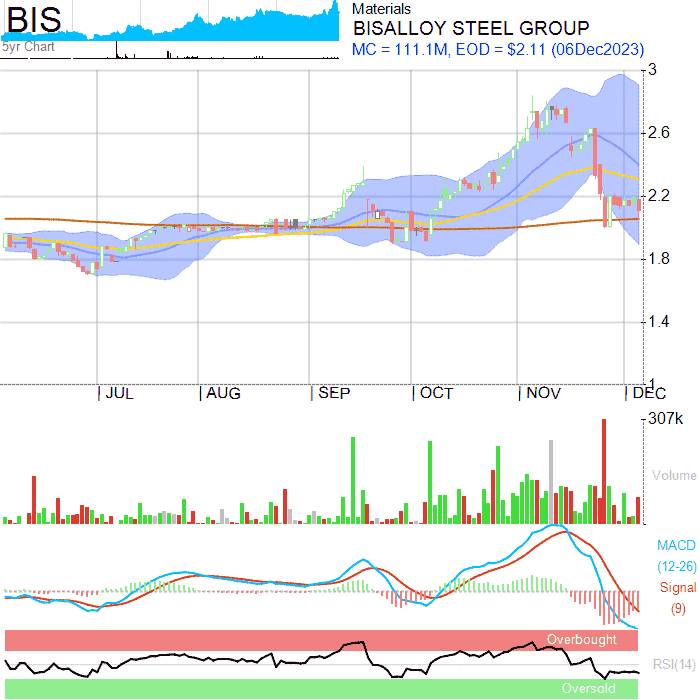 BIS
5yr Chart
Materials
BISALLOY STEEL GROUP
MC = 111.1M, EOD = $2.11 (06Dec2023)
3
2.6
2.2
1.8
1.4
1
JUL AUG SEP OCT NOV DEC
307k
Volume
MACD
(12-26)
Signal
(9)
Overbought
RSI(14)
Oversold